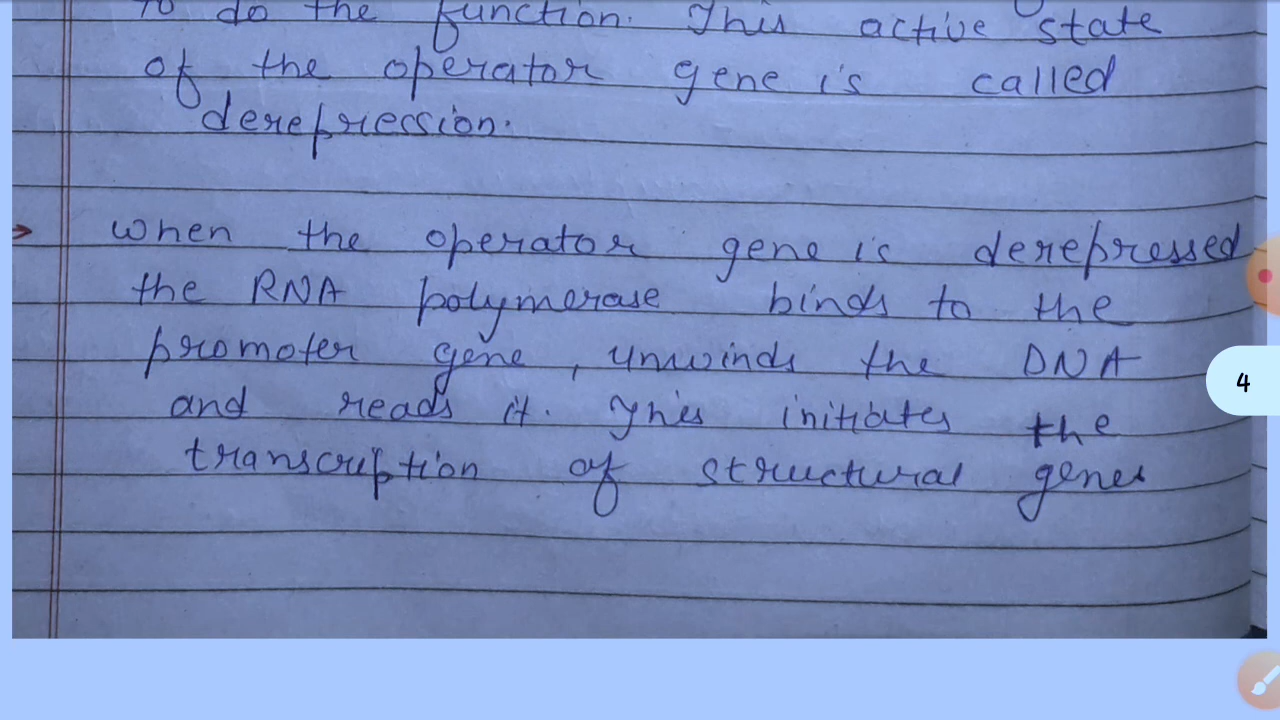 to do the function. This active state
of the operator gene is called
derepression.
→ when the operator gene is derepressed
the RNA polymerase binds to the
promoter gene, unwinds the DNA
and reads it. This initiates the
transcription of structural genes
4